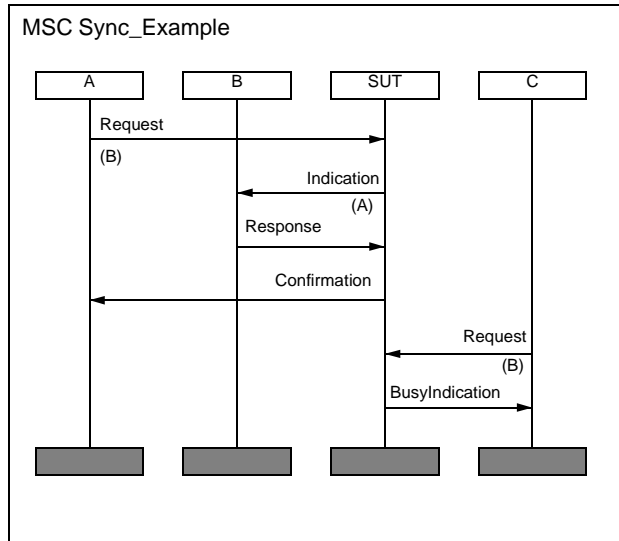 MSC Sync_Example
A B SUT C
Request
(B)
Indication
(A)
Response
Confirmation
Request
(B)
BusyIndication